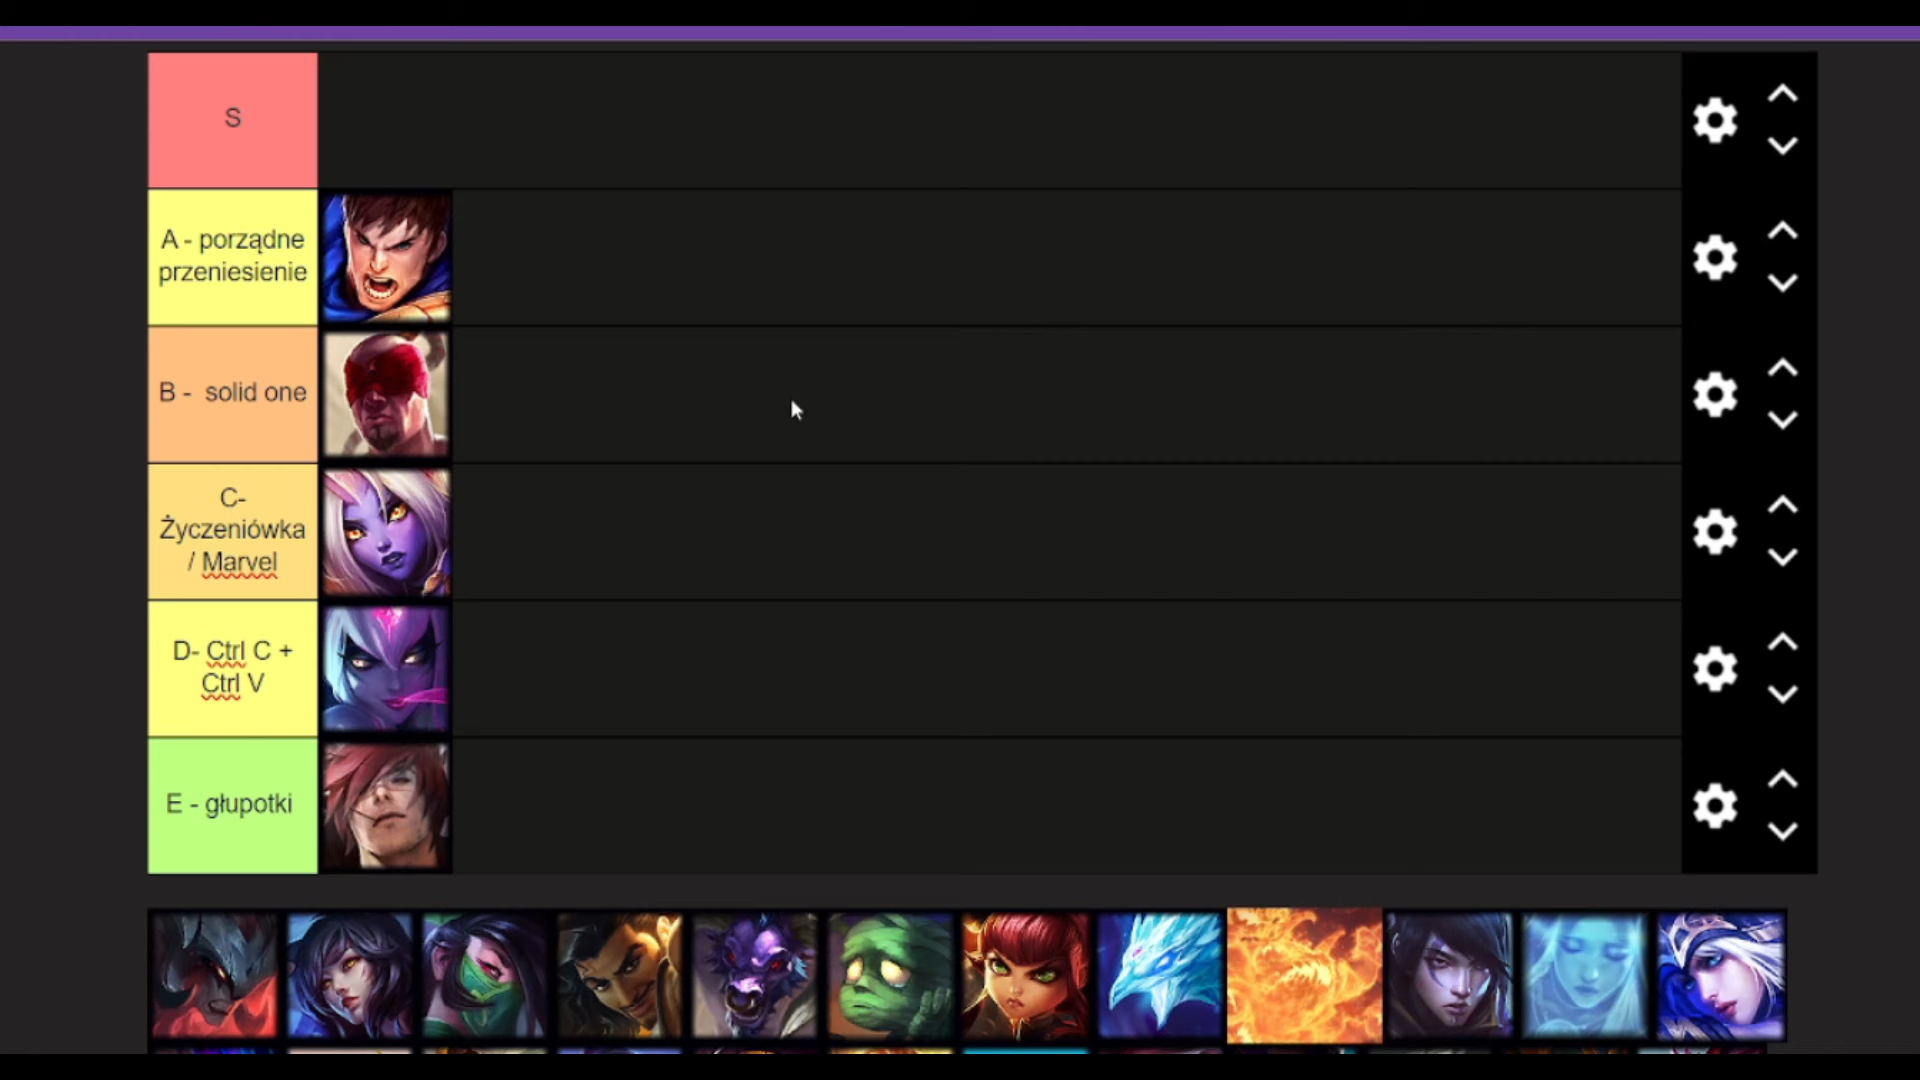 S
A - porządne
przeniesienie
B - solid one
C-
Życzeniówka
/ Marvel
D- Ctrl C +
Ctrl V
E - głupotki